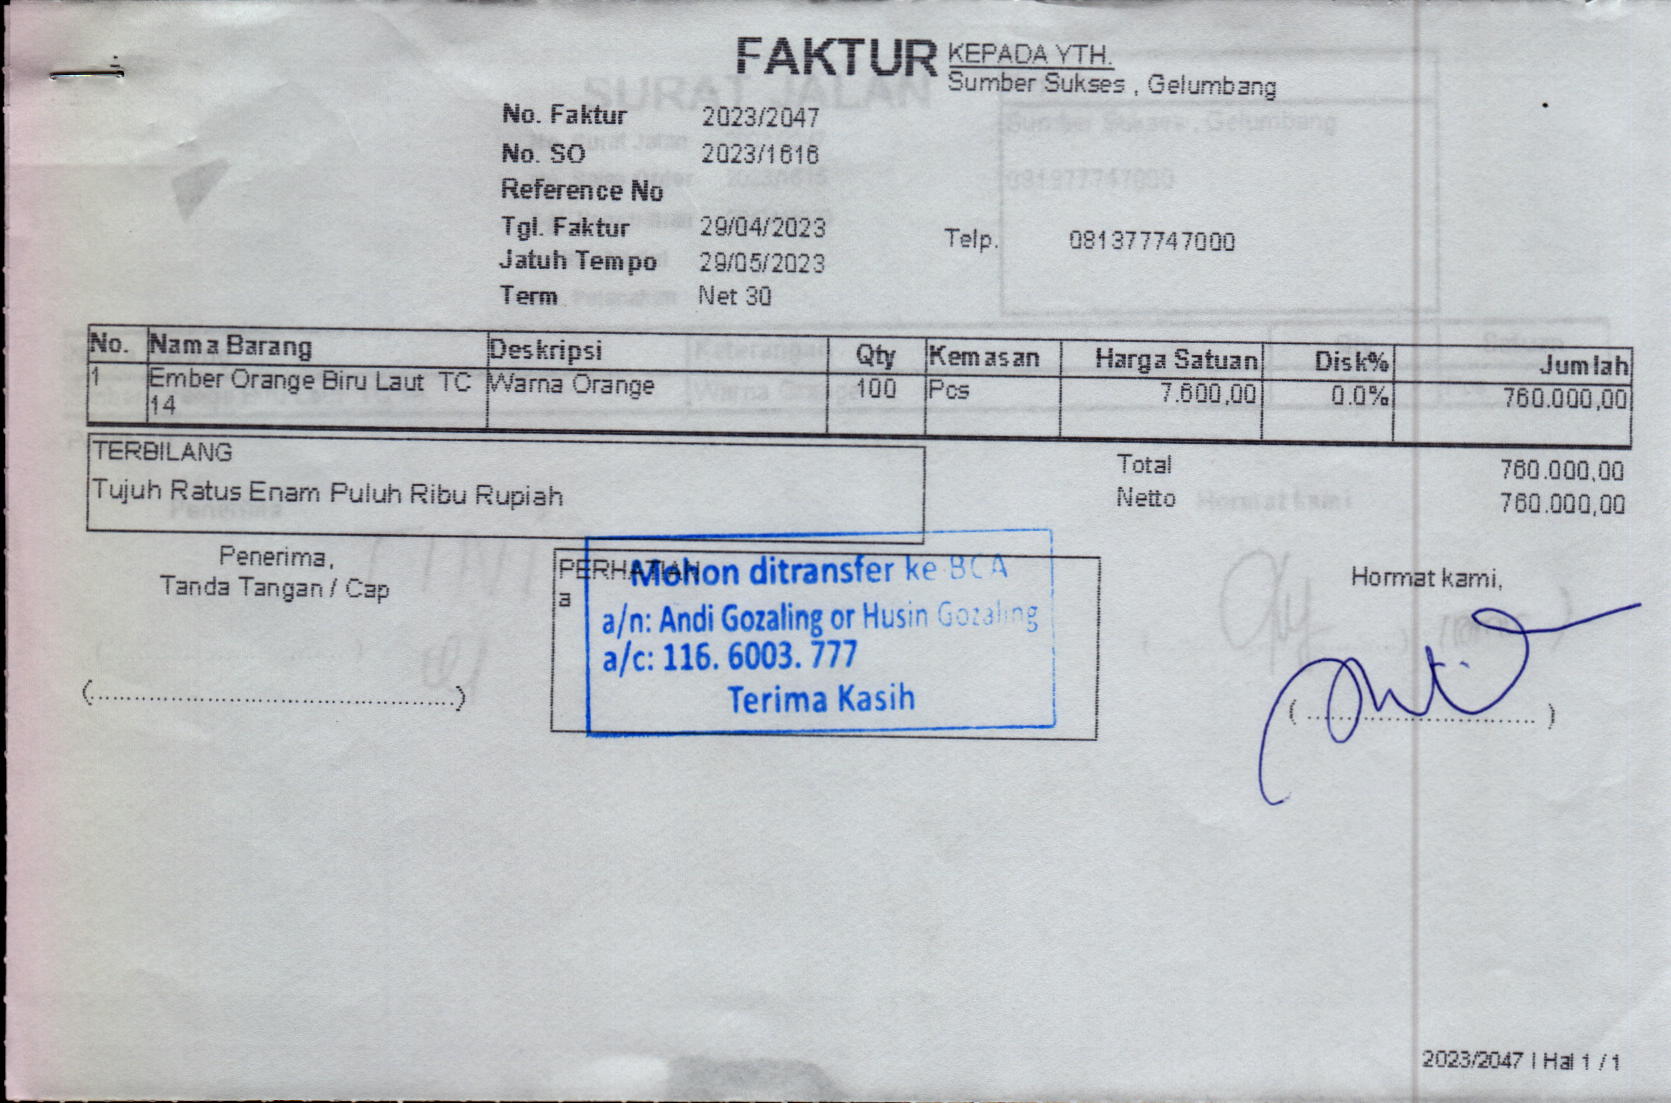 FAKTUR
KEPADA YTH.
Sumber Sukses , Gelumbang
No. Faktur 2023/2047
No. SO 2023/1616
Reference No
Tgl. Faktur 29/04/2023
Telp. 081377747000
Jatuh Tempo 29/05/2023
Term Net 30
No. Nama Barang Deskripsi Qty Kemasan Harga Satuan Disk% Jumlah
1 Ember Orange Biru Laut TC Warna Orange 100 Pcs 7.600,00 0.0% 760.000,00
14
TERBILANG
Tujuh Ratus Enam Puluh Ribu Rupiah
Total 760.000,00
Netto 760.000,00
Penerima,
Tanda Tangan / Cap
(...........................................)
PERHATIAN
a
Mohon ditransfer ke BCA
a/n: Andi Gozaling or Husin Gozaling
a/c: 116. 6003. 777
Terima Kasih
Hormat kami,
(...........................)
2023/2047 | Hal 1 / 1